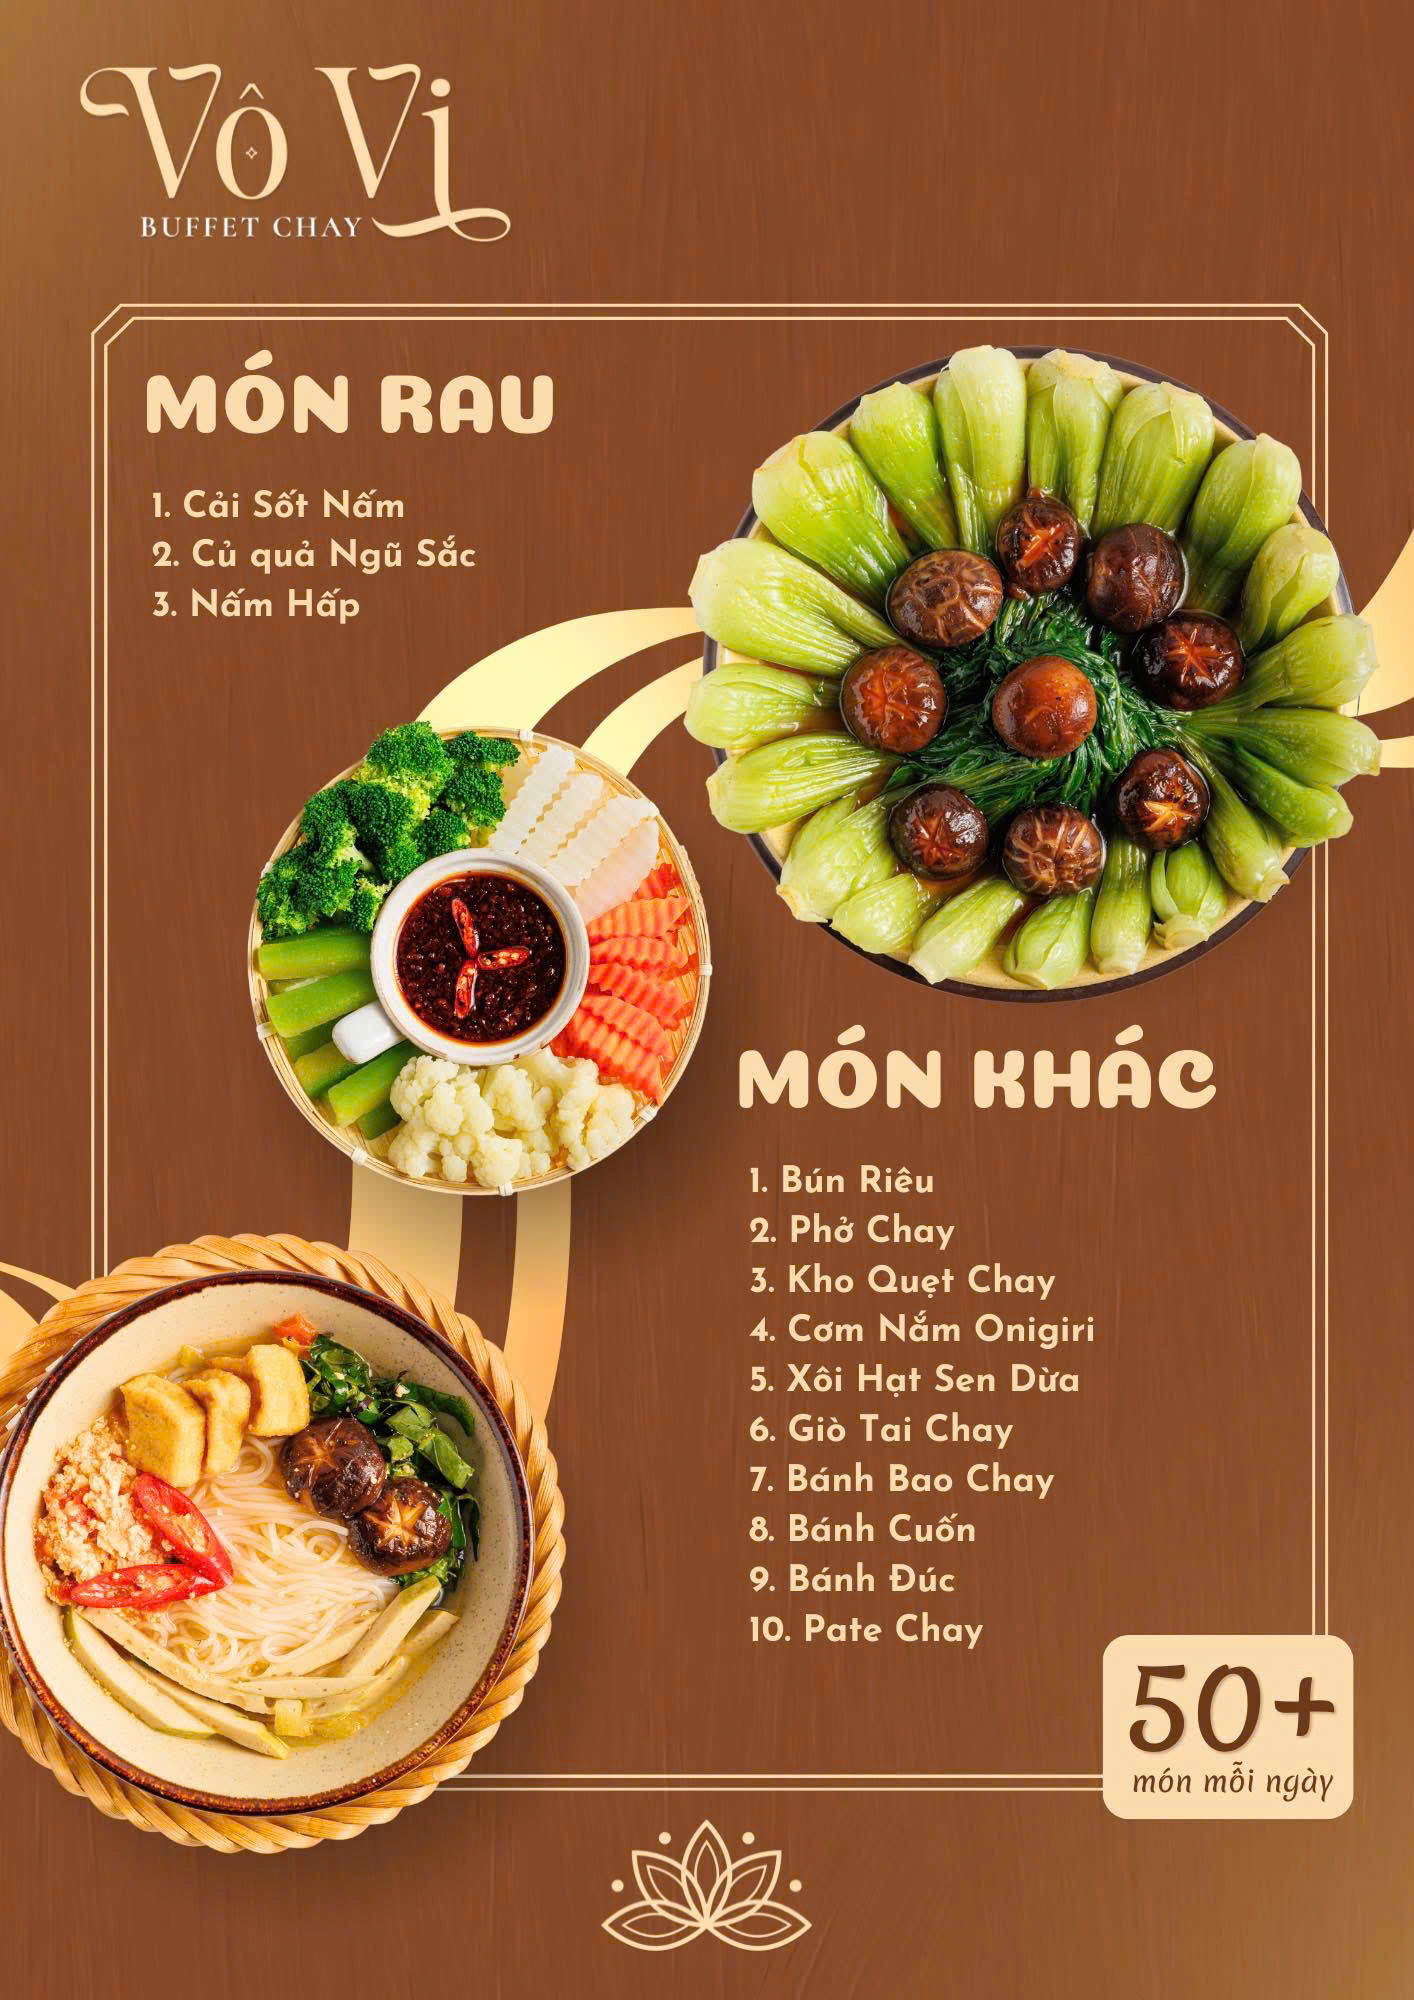 Vô Vị
BUFFET CHAY
MÓN RAU
1. Cải Sốt Nấm
2. Củ quả Ngũ Sắc
3. Nấm Hấp
MÓN KHÁC
1. Bún Riêu
2. Phở Chay
3. Kho Quẹt Chay
4. Cơm Nắm Onigiri
5. Xôi Hạt Sen Dừa
6. Giò Tai Chay
7. Bánh Bao Chay
8. Bánh Cuốn
9. Bánh Đúc
10. Pate Chay
50+
món mỗi ngày